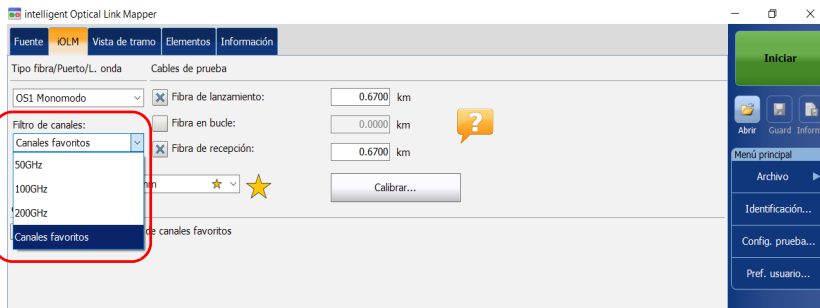 intelligent Optical Link Mapper
Fuente iOLM Vista de tramo Elementos Información
Tipo fibra/Puerto/L. onda Cables de prueba
OS1 Monomodo Fibra de lanzamiento: 0.6700 km
Filtro de canales: Fibra en bucle: 0.0000 km
Canales favoritos Fibra de recepción: 0.6700 km
50GHz
100GHz
Calibrar...
200GHz
Canales favoritos de canales favoritos
Iniciar
Abrir Guard Inform
Menú principal
Archivo
Identificación...
Config. prueba...
Pref. usuario...
?